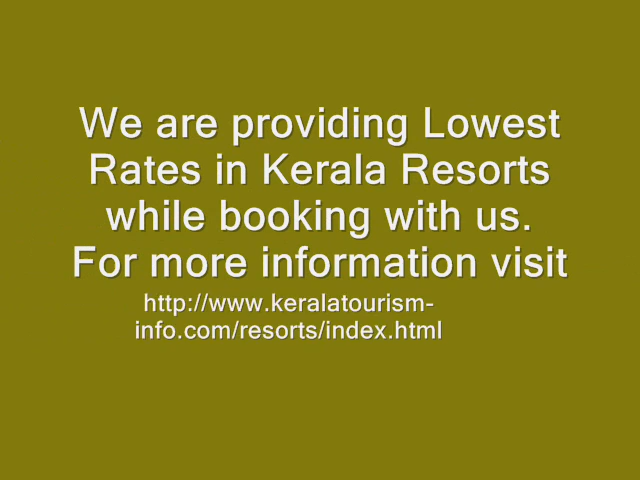 We are providing Lowest
Rates in Kerala Resorts
while booking with us.
For more information visit
http://www.keralatourism-
info.com/resorts/index.html